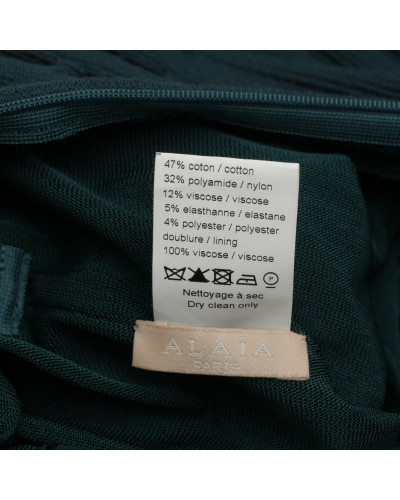 47% coton / cotton
32% polyamide / nylon
12% viscose / viscose
5% elasthanne / elastane
4% polyester / polyester
doublure / lining
100% viscose / viscose
P
Nettoyage à sec
Dry clean only
ALAÏA
PARIS